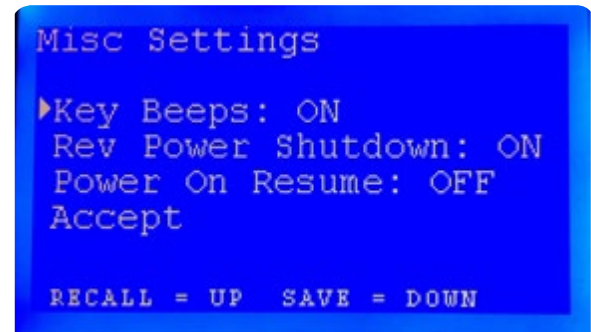 Misc Settings
Key Beeps: ON
Rev Power Shutdown: ON
Power On Resume: OFF
Accept
RECALL = UP SAVE = DOWN